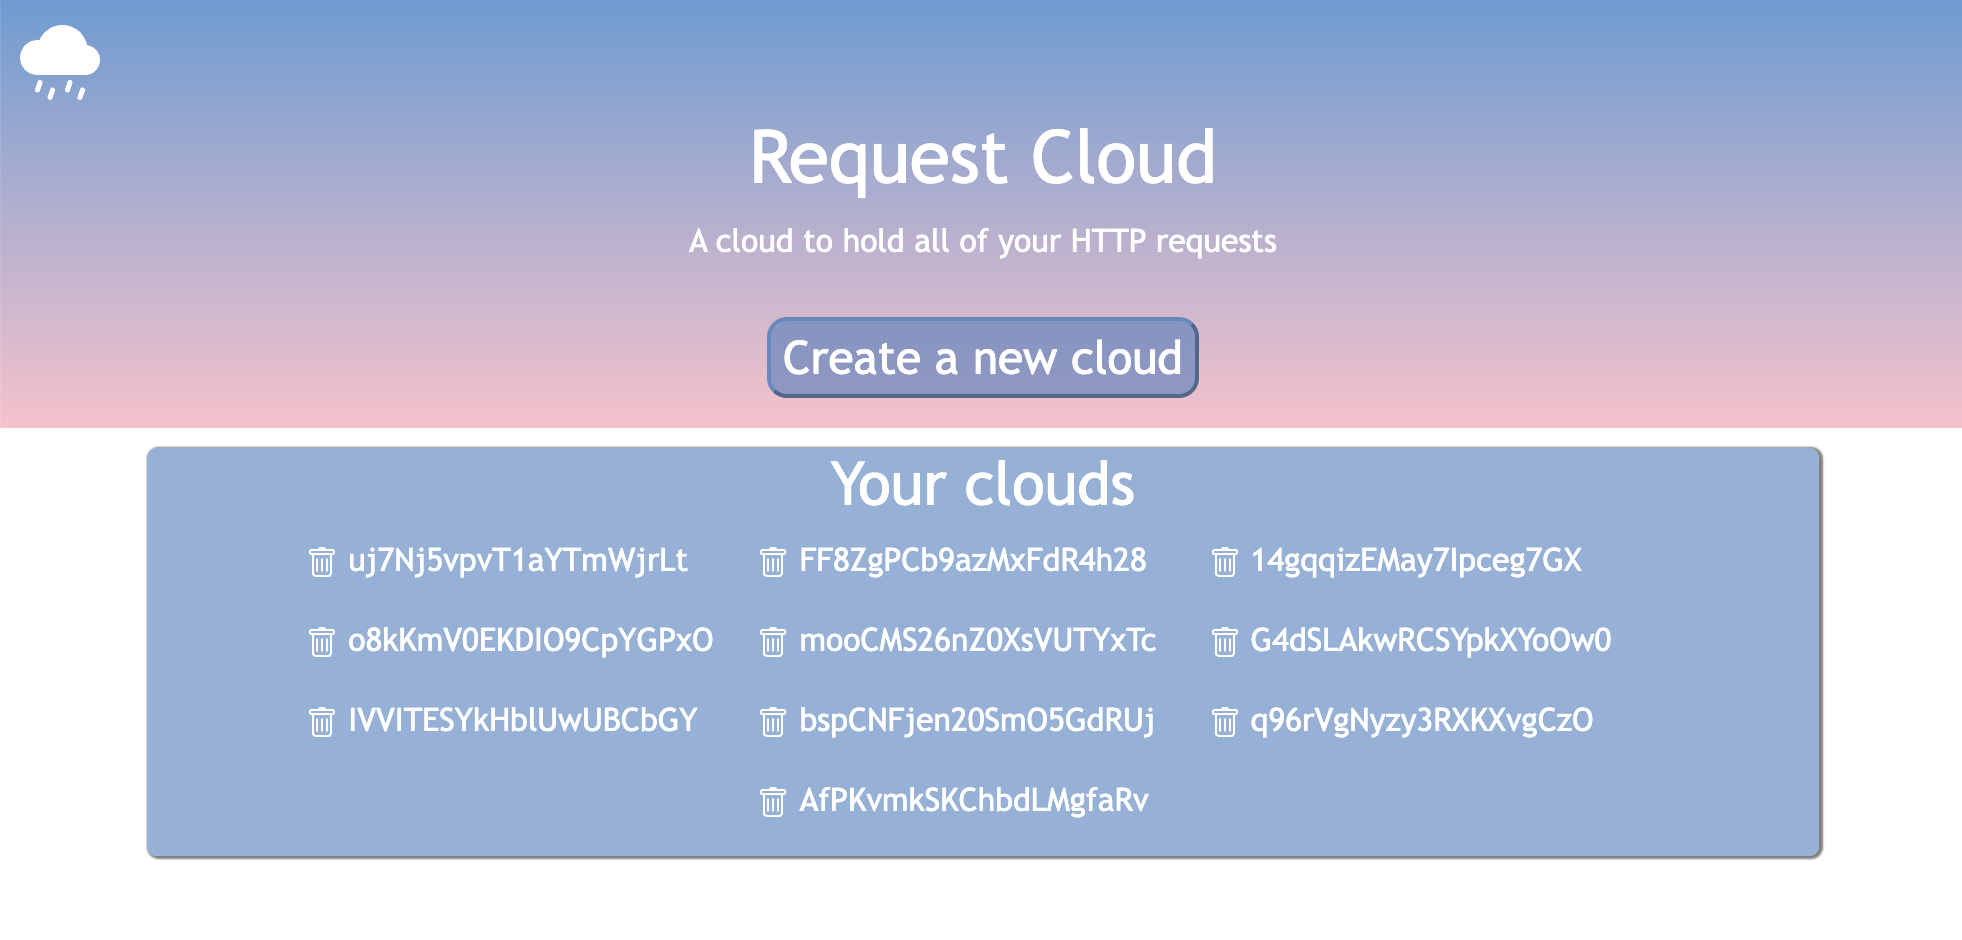 Request Cloud
A cloud to hold all of your HTTP requests
Create a new cloud
Your clouds
uj7Nj5vpvT1aYTmWjrLt FF8ZgPCb9azMxFdR4h28 14gqqizEMay7Ipceg7GX
o8kKmV0EKDIO9CpYGPxO mooCMS26nZ0XsVUTYxTc G4dSLAkwRCSYpkXYoOw0
IVVITESYkHblUwUBCbGY bspCNFjen20SmO5GdRUj q96rVgNyzy3RXKXvgCzO
AfPKvmkSKChbdLMgfaRv